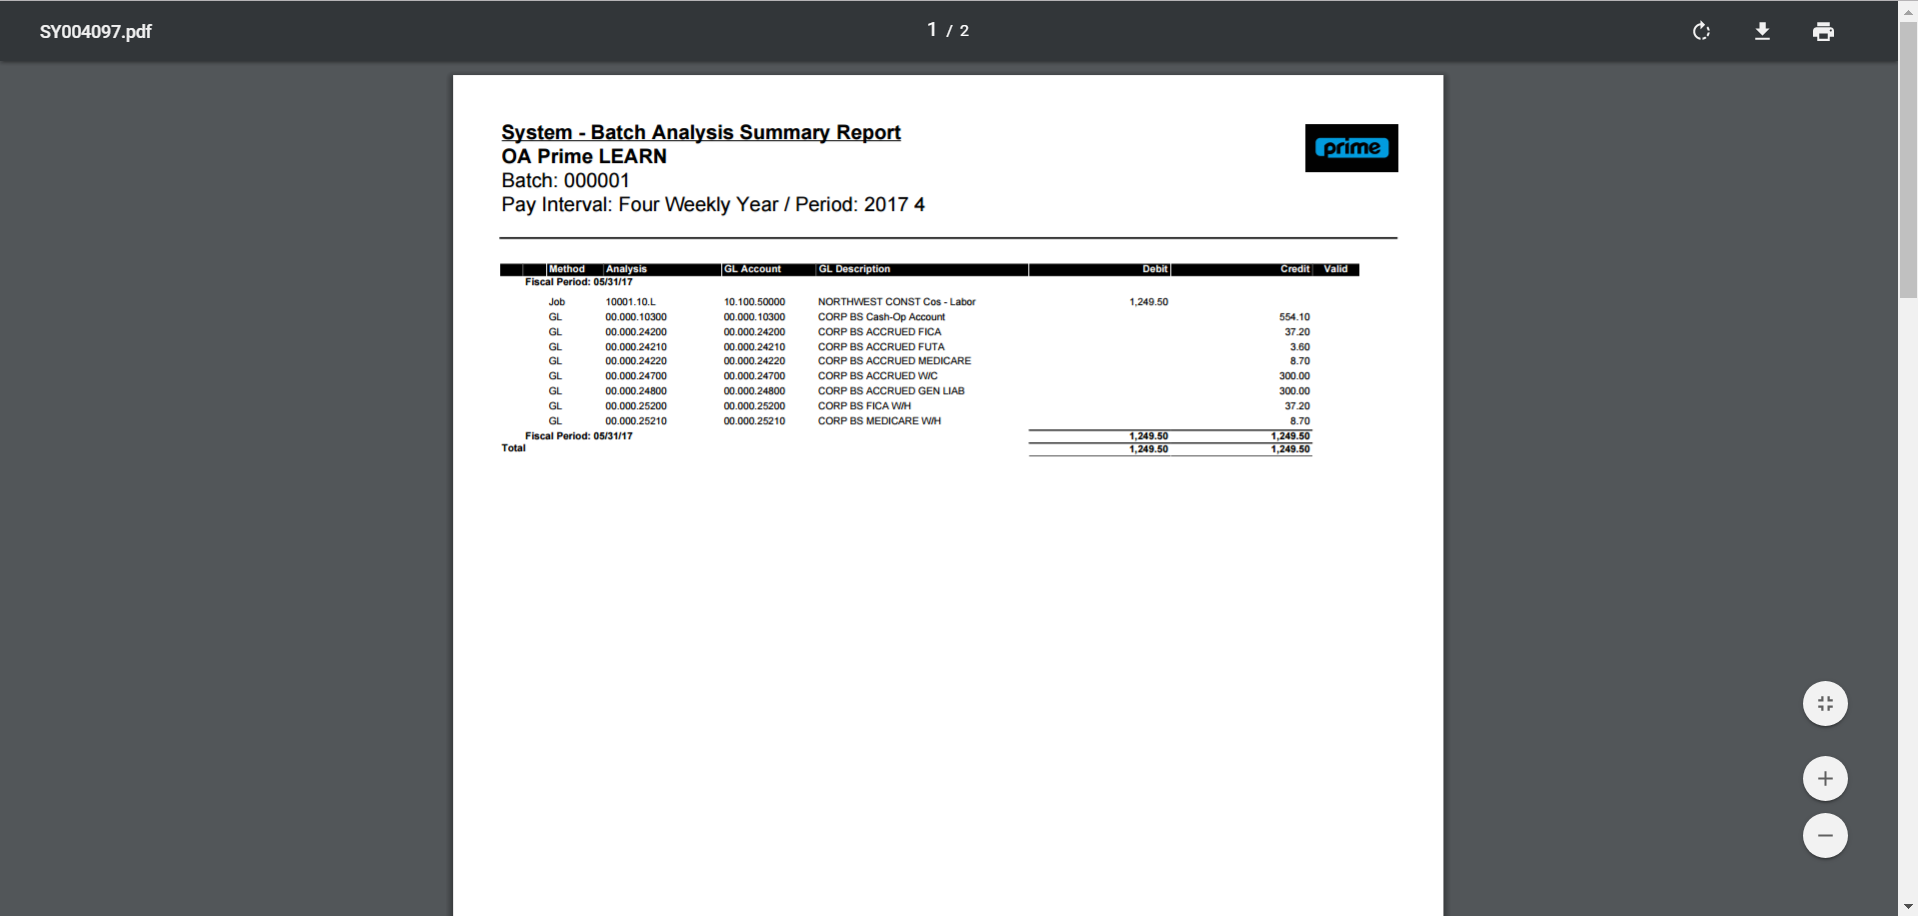 SY004097.pdf
1 / 2
System - Batch Analysis Summary Report
OA Prime LEARN
Batch: 000001
Pay Interval: Four Weekly Year / Period: 2017 4
prime
Method Analysis GL Account GL Description Debit Credit Valid
Fiscal Period: 05/31/17
Job 10001.10.L 10.100.50000 NORTHWEST CONST Cos - Labor 1,249.50
GL 00.000.10300 00.000.10300 CORP BS Cash-Op Account 554.10
GL 00.000.24200 00.000.24200 CORP BS ACCRUED FICA 37.20
GL 00.000.24210 00.000.24210 CORP BS ACCRUED FUTA 3.60
GL 00.000.24220 00.000.24220 CORP BS ACCRUED MEDICARE 8.70
GL 00.000.24700 00.000.24700 CORP BS ACCRUED W/C 300.00
GL 00.000.24800 00.000.24800 CORP BS ACCRUED GEN LIAB 300.00
GL 00.000.25200 00.000.25200 CORP BS FICA W/H 37.20
GL 00.000.25210 00.000.25210 CORP BS MEDICARE W/H 8.70
Fiscal Period: 05/31/17 1,249.50 1,249.50
Total 1,249.50 1,249.50